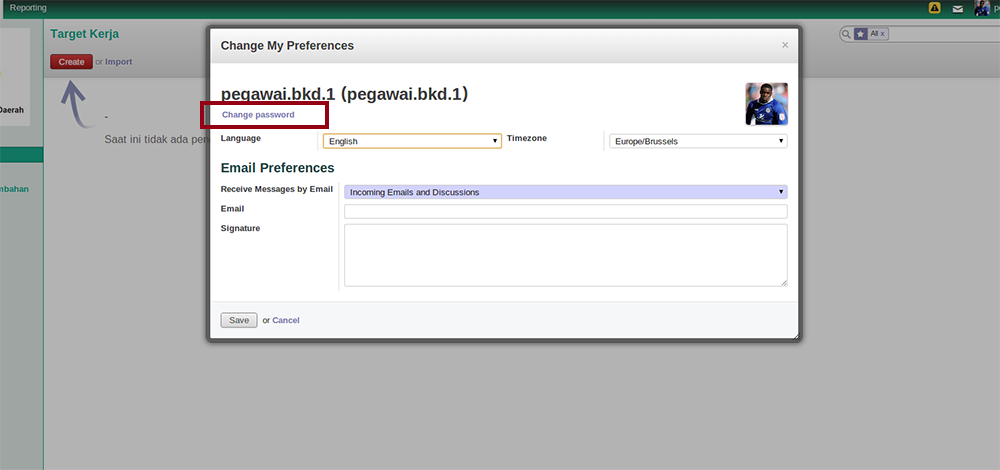 Reporting
Target Kerja
Create or Import
All x
Daerah
-
Saat ini tidak ada
Change My Preferences
×
pegawai.bkd.1 (pegawai.bkd.1)
Change password
Language
English
Timezone
Europe/Brussels
Email Preferences
Receive Messages by Email
Incoming Emails and Discussions
Email
Signature
Save or Cancel